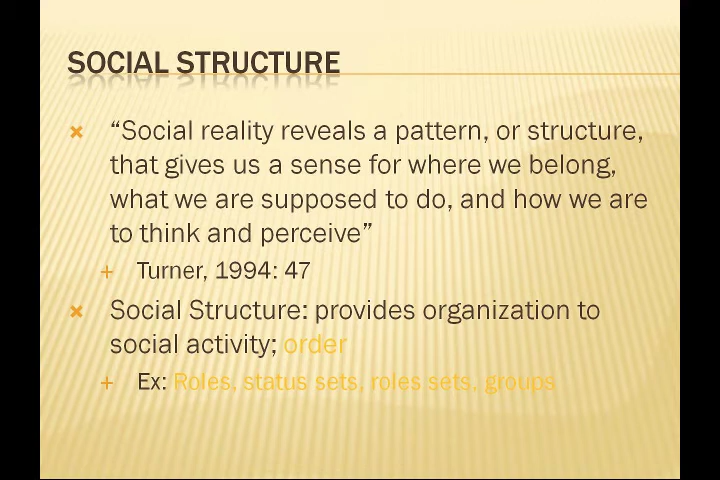 SOCIAL STRUCTURE
“Social reality reveals a pattern, or structure,
that gives us a sense for where we belong,
what we are supposed to do, and how we are
to think and perceive”
Turner, 1994: 47
Social Structure: provides organization to
social activity; order
Ex: Roles, status sets, roles sets, groups